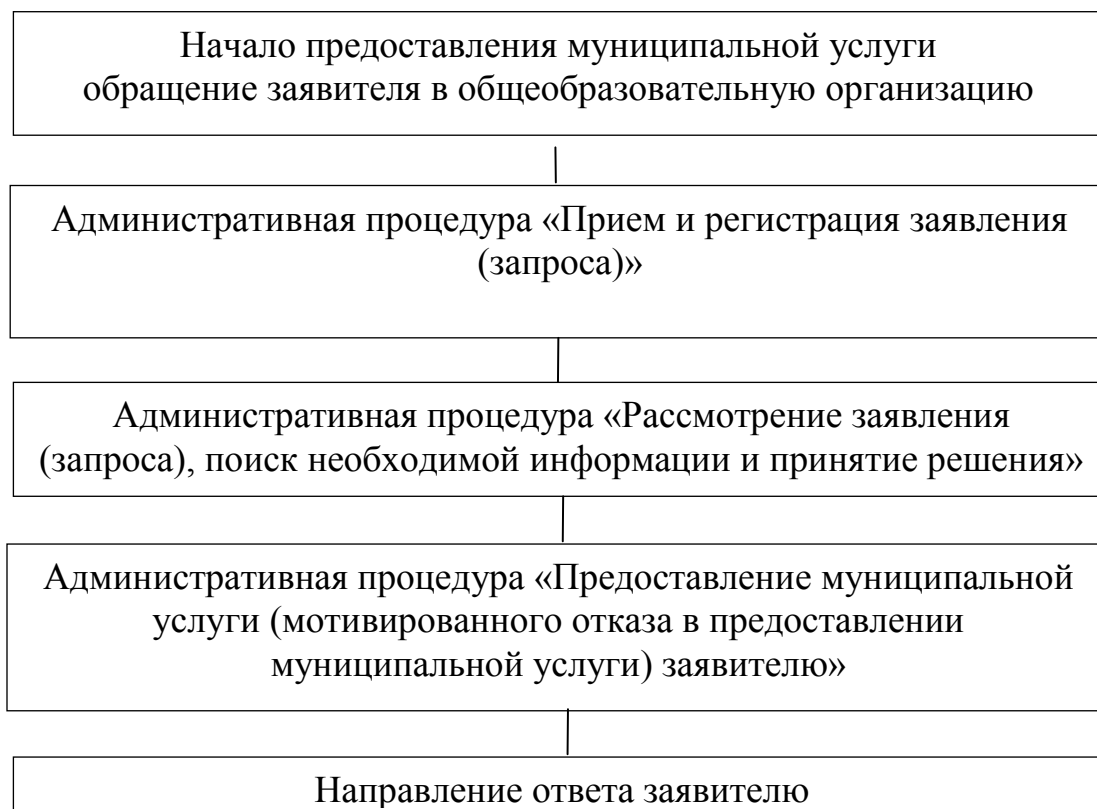 Начало предоставления муниципальной услуги
обращение заявителя в общеобразовательную организацию
Административная процедура «Прием и регистрация заявления
(запроса)»
Административная процедура «Рассмотрение заявления
(запроса), поиск необходимой информации и принятие решения»
Административная процедура «Предоставление муниципальной
услуги (мотивированного отказа в предоставлении
муниципальной услуги) заявителю»
Направление ответа заявителю